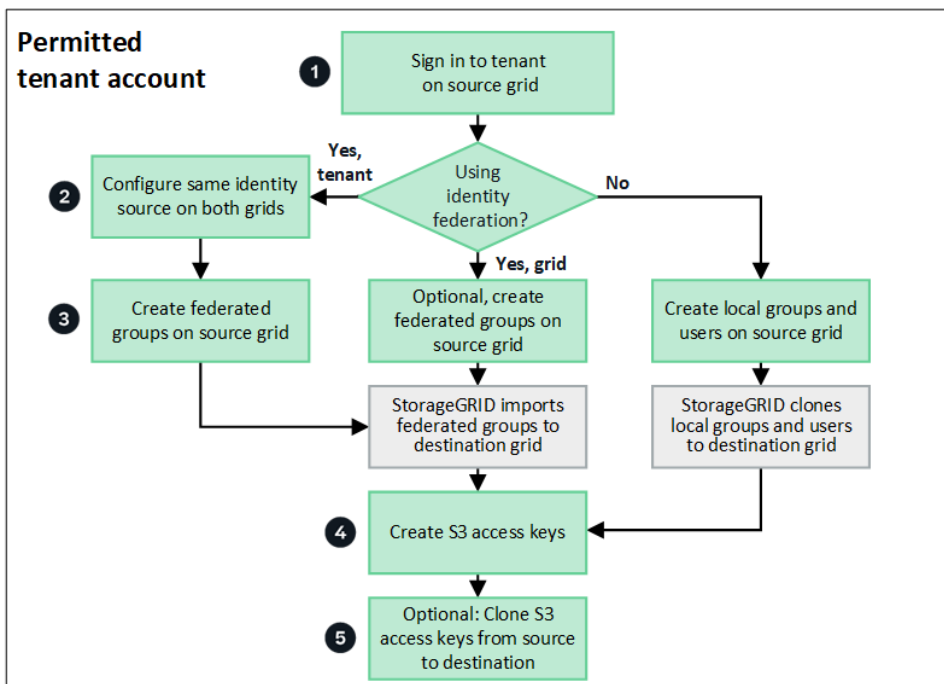 Permitted
tenant account
1
Sign in to tenant
on source grid
Using
identity
federation?
Yes,
tenant
No
Yes, grid
2
Configure same identity
source on both grids
3
Create federated
groups on source grid
Optional, create
federated groups on
source grid
Create local groups and
users on source grid
StorageGRID imports
federated groups to
destination grid
StorageGRID clones
local groups and users
to destination grid
4
Create S3 access keys
5
Optional: Clone S3
access keys from source
to destination